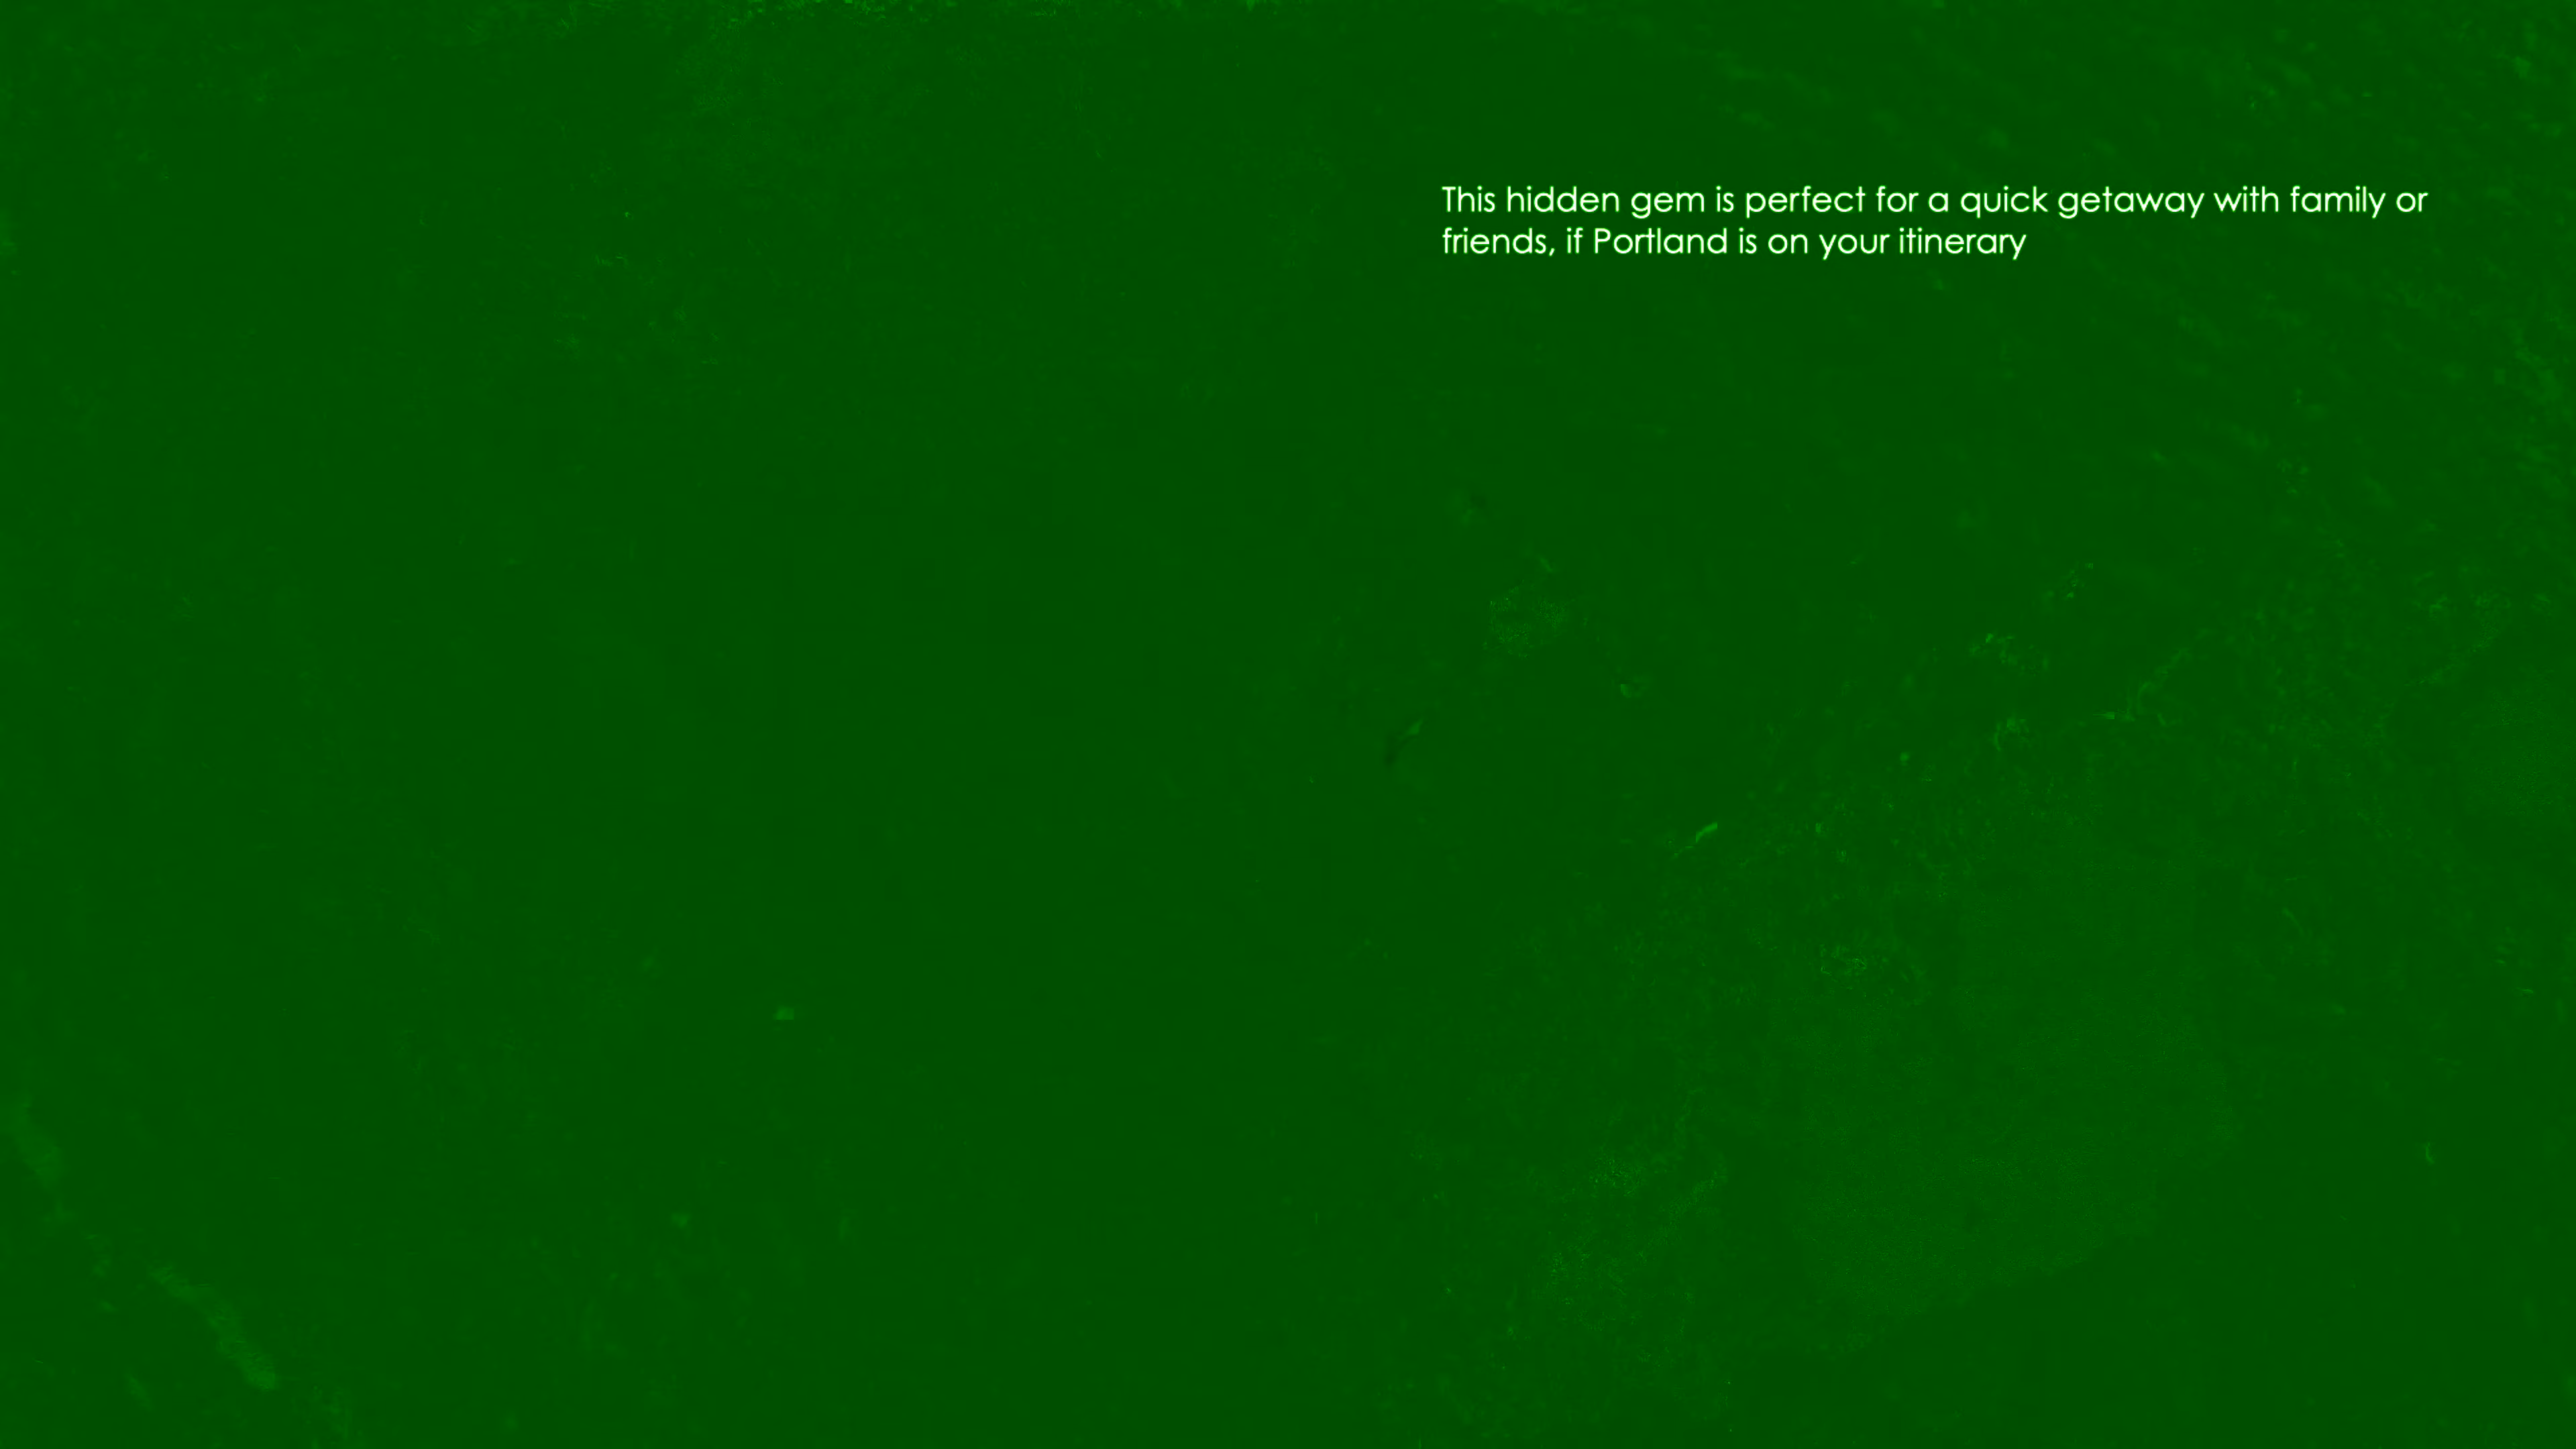 This hidden gem is perfect for a quick getaway with family or
friends, if Portland is on your itinerary